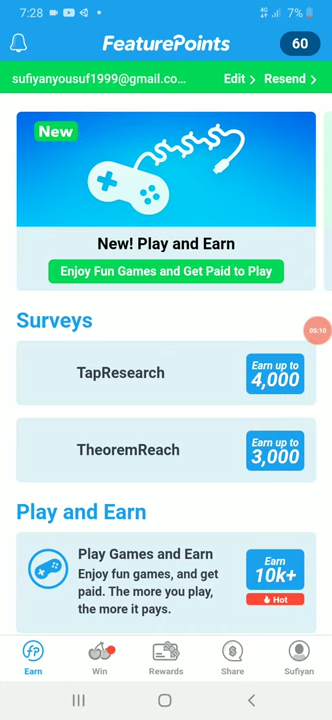 7:28
4G
7%
FeaturePoints
60
sufiyanyousuf1999@gmail.co...
Edit
Resend
New
New! Play and Earn
Enjoy Fun Games and Get Paid to Play
Surveys
05:10
TapResearch
Earn up to
4,000
TheoremReach
Earn up to
3,000
Play and Earn
Play Games and Earn
Enjoy fun games, and get
paid. The more you play,
the more it pays.
Earn
10k+
Hot
fp
Earn
Win
Rewards
Share
Sufiyan